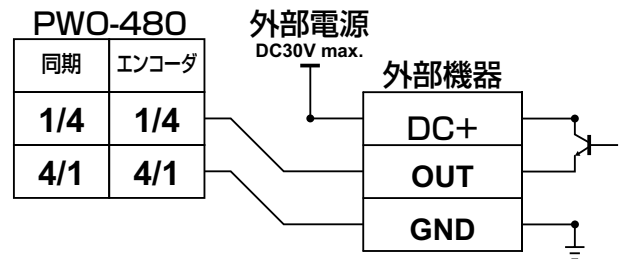 PWO-480
同期 エンコーダ
1/4 1/4
4/1 4/1
外部電源
DC30V max.
外部機器
DC+
OUT
GND